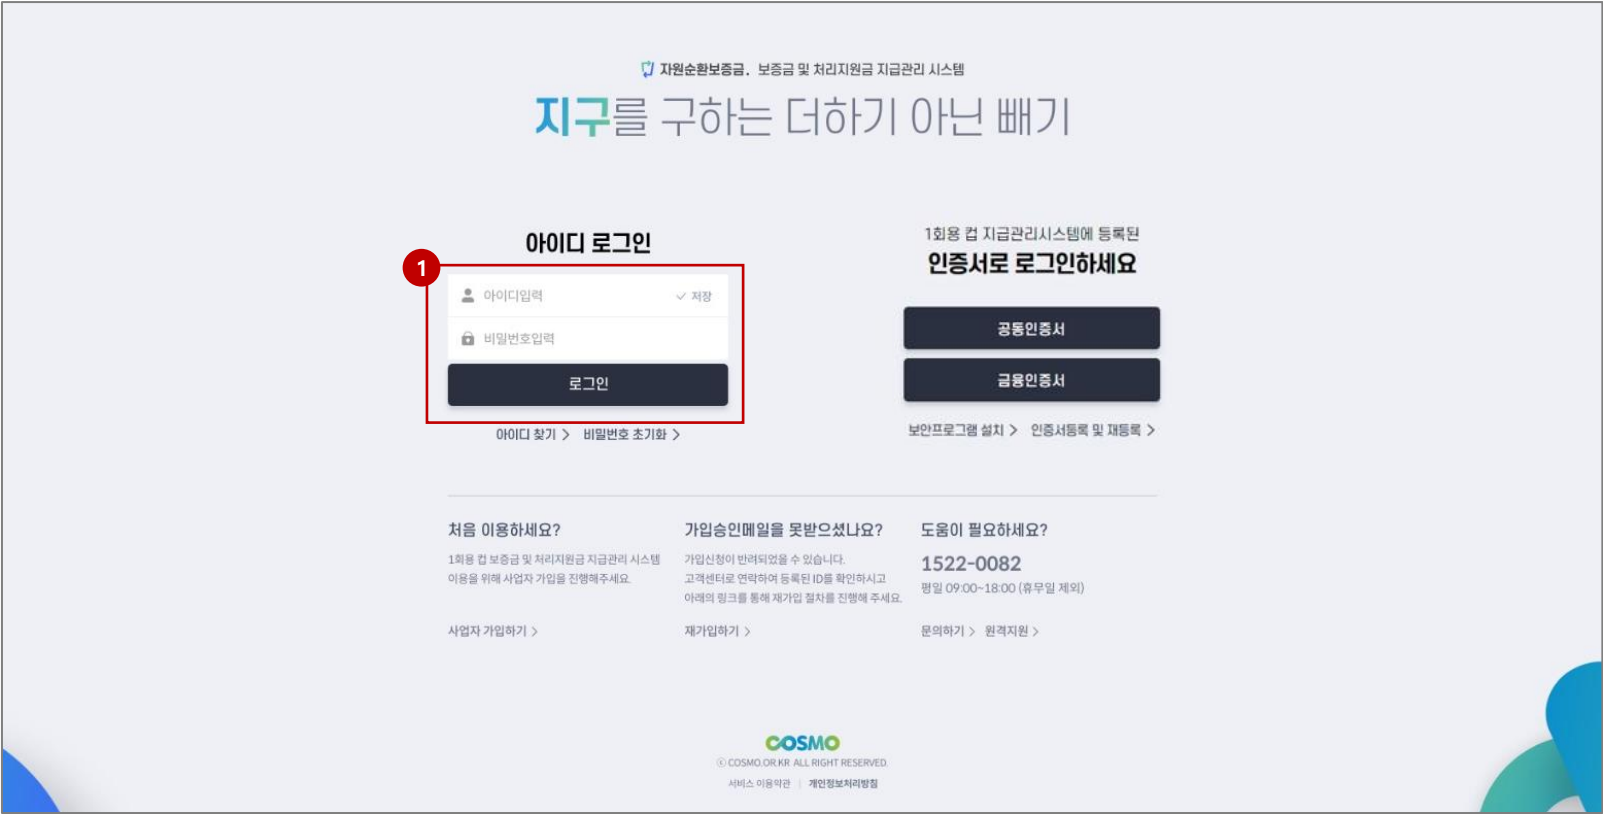 자원순환보증금. 보증금 및 처리지원금 지급관리 시스템
지구를 구하는 더하기 아닌 빼기
아이디 로그인
1
아이디입력
저장
비밀번호입력
로그인
아이디 찾기 > 비밀번호 초기화 >
1회용 컵 지급관리시스템에 등록된
인증서로 로그인하세요
공동인증서
금융인증서
보안프로그램 설치 > 인증서등록 및 재등록 >
처음 이용하세요?
1회용 컵 보증금 및 처리지원금 지급관리 시스템
이용을 위해 사업자 가입을 진행해주세요.
사업자 가입하기 >
가입승인메일을 못받으셨나요?
가입신청이 반려되었을 수 있습니다.
고객센터로 연락하여 등록된 ID를 확인하시고
아래의 링크를 통해 재가입 절차를 진행해 주세요.
재가입하기 >
도움이 필요하세요?
1522-0082
평일 09:00~18:00 (휴무일 제외)
문의하기 > 원격지원 >
COSMO
ⓒ COSMO.OR.KR ALL RIGHT RESERVED.
서비스 이용약관 | 개인정보처리방침